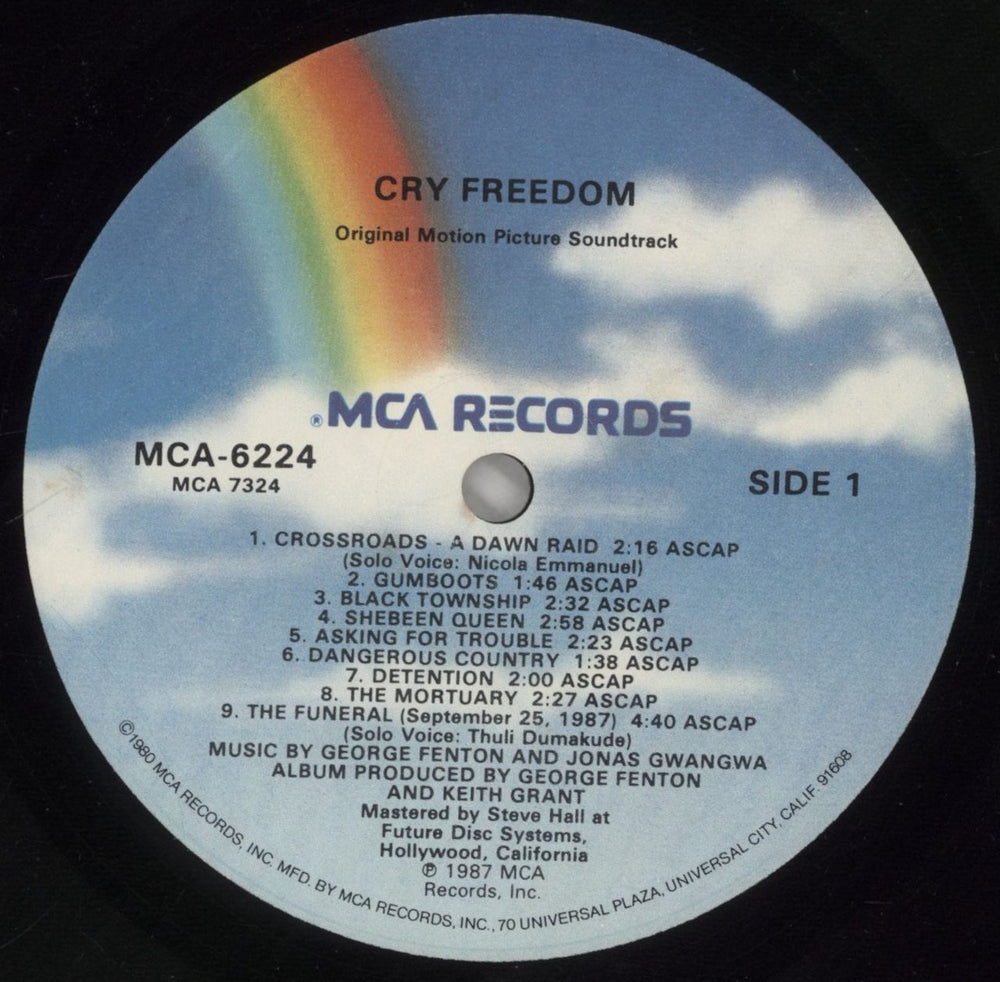 CRY FREEDOM
Original Motion Picture Soundtrack
®MCA RECORDS
MCA-6224
MCA 7324
SIDE 1
1. CROSSROADS - A DAWN RAID 2:16 ASCAP
(Solo Voice: Nicola Emmanuel)
2. GUMBOOTS 1:46 ASCAP
3. BLACK TOWNSHIP 2:32 ASCAP
4. SHEBEEN QUEEN 2:58 ASCAP
5. ASKING FOR TROUBLE 2:23 ASCAP
6. DANGEROUS COUNTRY 1:38 ASCAP
7. DETENTION 2:00 ASCAP
8. THE MORTUARY 2:27 ASCAP
9. THE FUNERAL (September 25, 1987) 4:40 ASCAP
(Solo Voice: Thuli Dumakude)
MUSIC BY GEORGE FENTON AND JONAS GWANGWA
ALBUM PRODUCED BY GEORGE FENTON
AND KEITH GRANT
Mastered by Steve Hall at
Future Disc Systems,
Hollywood, California
℗ 1987 MCA
Records, Inc.
©1980 MCA RECORDS, INC. MFD. BY MCA RECORDS, INC., 70 UNIVERSAL PLAZA, UNIVERSAL CITY, CALIF. 91608